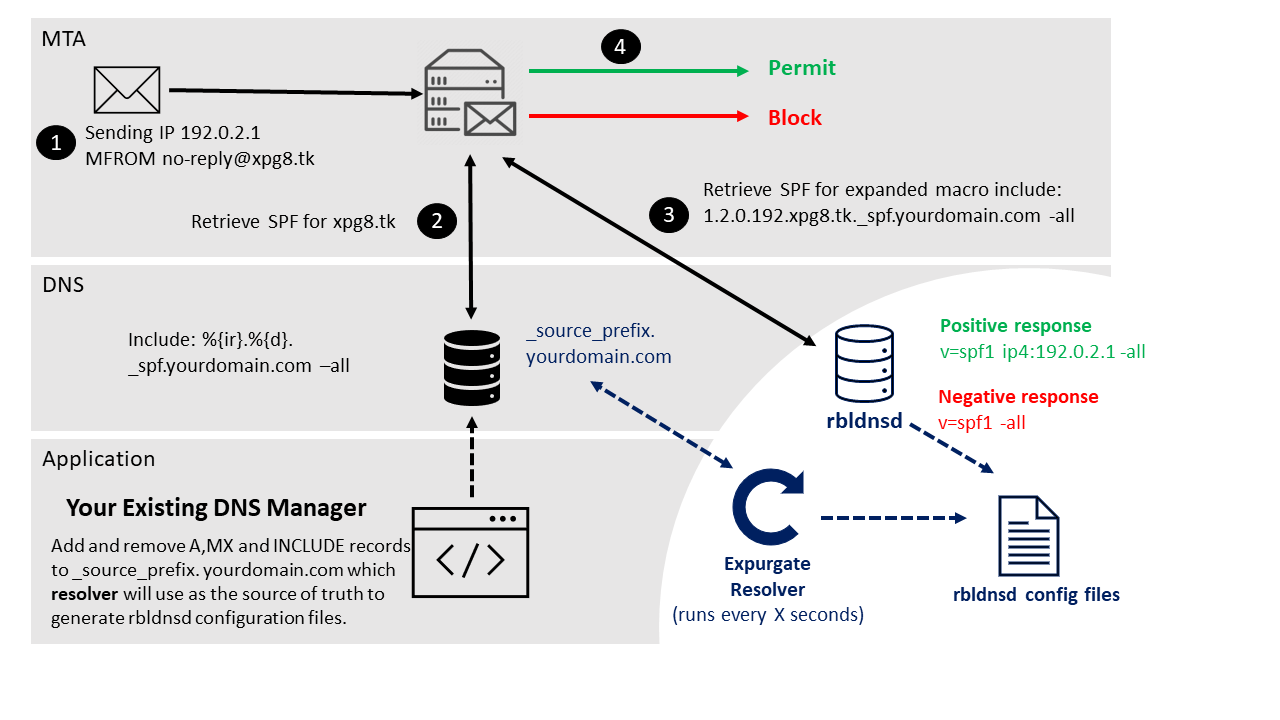 MTA
4
Permit
Block
1
Sending IP 192.0.2.1
MFROM no-reply@xpg8.tk
Retrieve SPF for xpg8.tk
2
3
Retrieve SPF for expanded macro include:
1.2.0.192.xpg8.tk._spf.yourdomain.com -all
DNS
Include: %{ir}.%{d}.
_spf.yourdomain.com –all
_source_prefix.
yourdomain.com
rbldnsd
Positive response
v=spf1 ip4:192.0.2.1 -all
Negative response
v=spf1 -all
Application
Your Existing DNS Manager
Add and remove A,MX and INCLUDE records
to _source_prefix. yourdomain.com which
resolver will use as the source of truth to
generate rbldnsd configuration files.
</>
Expurgate
Resolver
(runs every X seconds)
rbldnsd config files